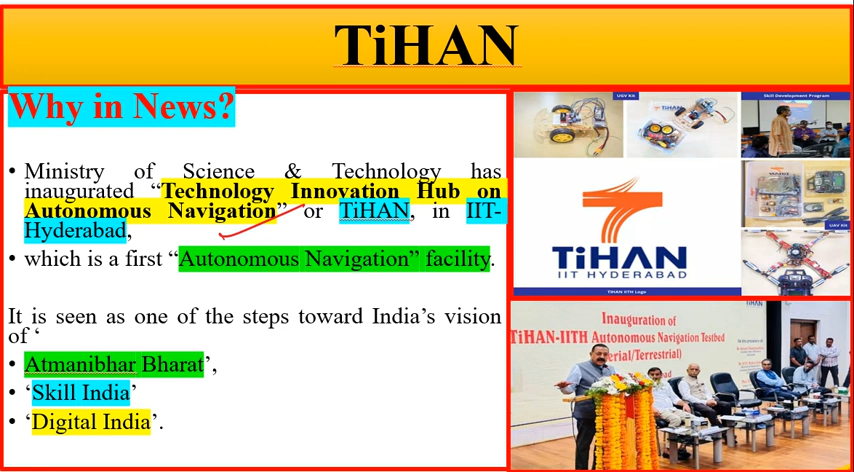 TiHAN
Why in News?
• Ministry of Science & Technology has
inaugurated “Technology Innovation Hub on
Autonomous Navigation” or TiHAN, in IIT-
Hyderabad,
• which is a first “Autonomous Navigation” facility.
It is seen as one of the steps toward India’s vision
of ‘
• Atmanibhar Bharat’,
• ‘Skill India’
• ‘Digital India’.
UGV Kit
Skill Development Program
TiHAN
IIT HYDERABAD
UAV Kit
TiHAN IITH Logo
Inauguration of
TiHAN-IITH Autonomous Navigation Testbed
erial/Terrestrial)